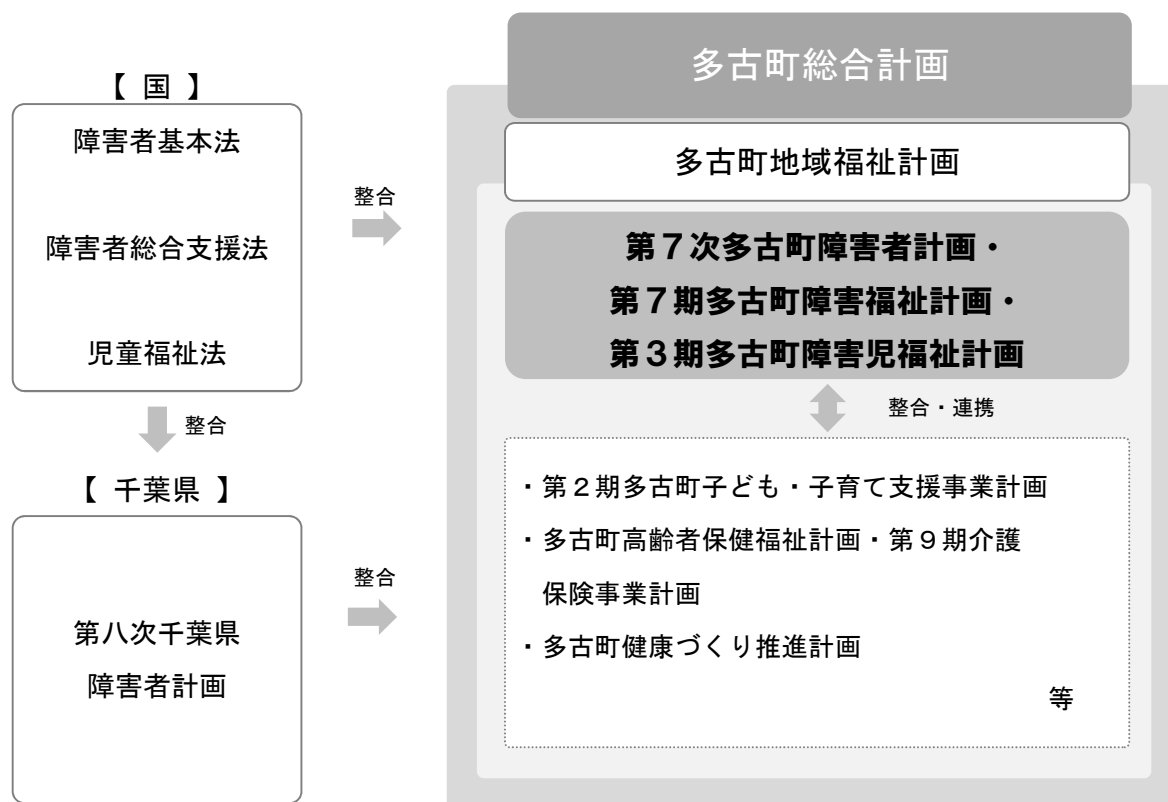 【 国 】
障害者基本法
障害者総合支援法
児童福祉法
整合
【 千葉県 】
第八次千葉県
障害者計画
整合
整合
多古町総合計画
多古町地域福祉計画
第７次多古町障害者計画・
第７期多古町障害福祉計画・
第３期多古町障害児福祉計画
整合・連携
・第２期多古町子ども・子育て支援事業計画
・多古町高齢者保健福祉計画・第９期介護
保険事業計画
・多古町健康づくり推進計画
等